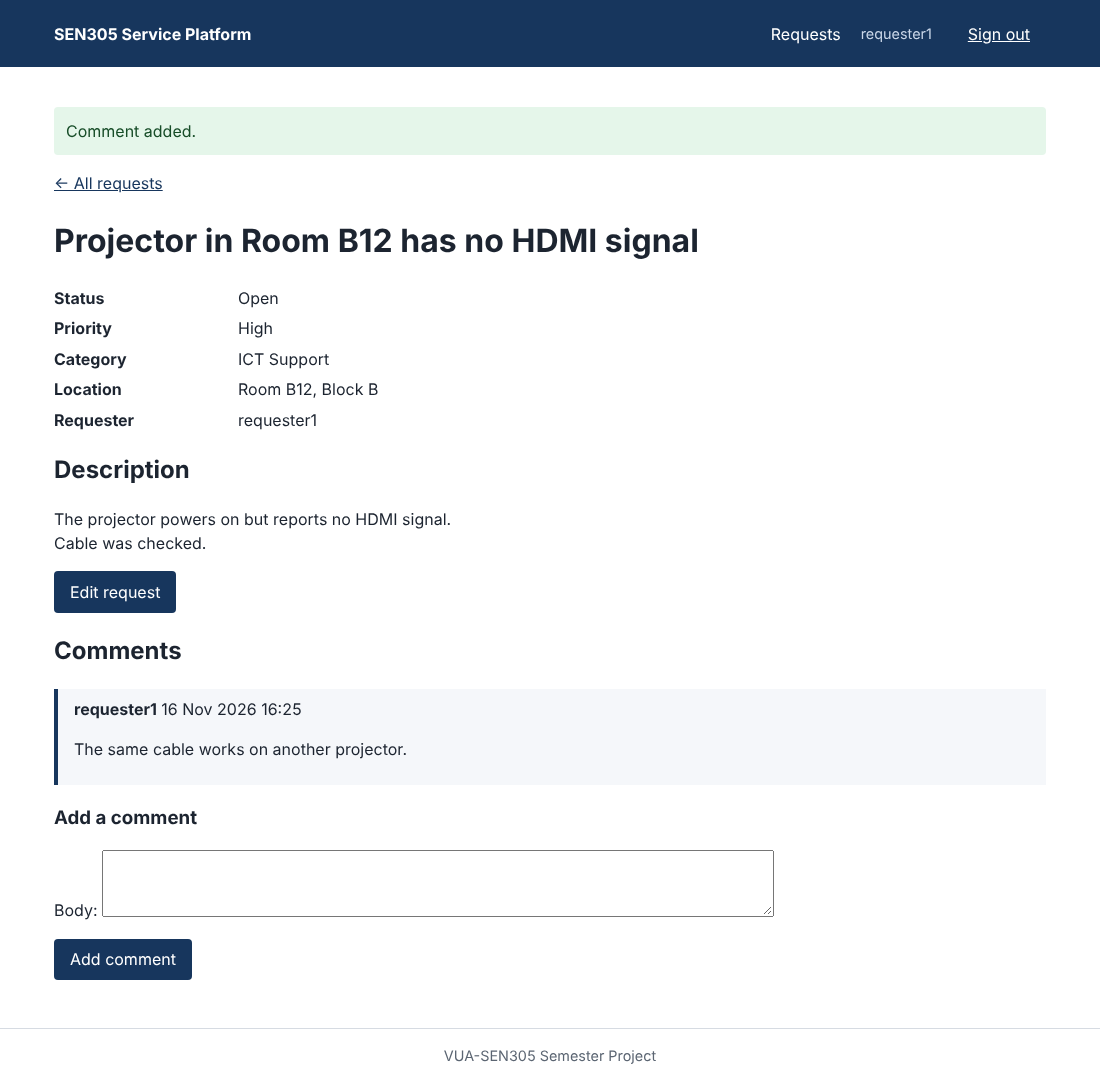 SEN305 Service Platform
Requests requester1 Sign out
Comment added.
← All requests
Projector in Room B12 has no HDMI signal
Status Open
Priority High
Category ICT Support
Location Room B12, Block B
Requester requester1
Description
The projector powers on but reports no HDMI signal.
Cable was checked.
Edit request
Comments
requester1 16 Nov 2026 16:25
The same cable works on another projector.
Add a comment
Body:
Add comment
VUA-SEN305 Semester Project